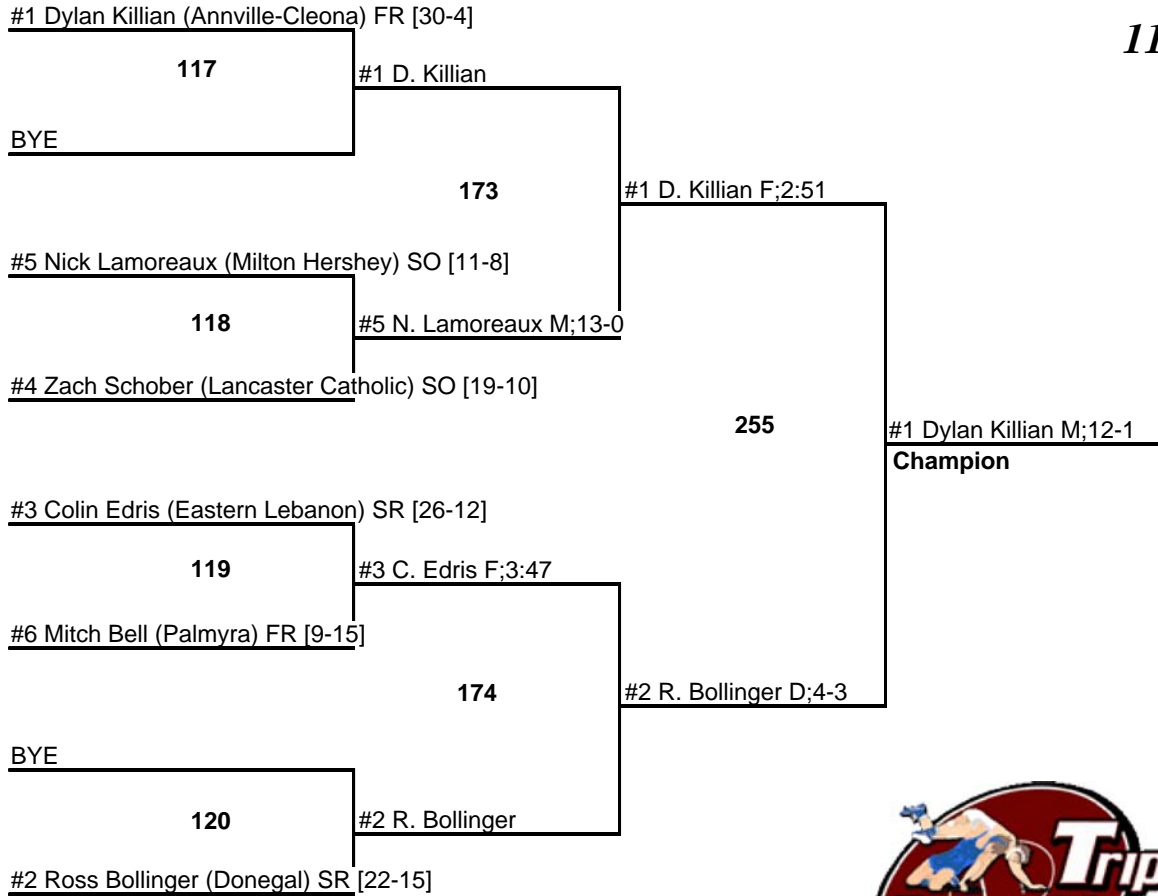 #1 Dylan Killian (Annville-Cleona) FR [30-4]
11
117
#1 D. Killian
BYE
173
#1 D. Killian F;2:51
#5 Nick Lamoreaux (Milton Hershey) SO [11-8]
118
#5 N. Lamoreaux M;13-0
#4 Zach Schober (Lancaster Catholic) SO [19-10]
255
#1 Dylan Killian M;12-1
Champion
#3 Colin Edris (Eastern Lebanon) SR [26-12]
119
#3 C. Edris F;3:47
#6 Mitch Bell (Palmyra) FR [9-15]
174
#2 R. Bollinger D;4-3
BYE
120
#2 R. Bollinger
#2 Ross Bollinger (Donegal) SR [22-15]
Trip